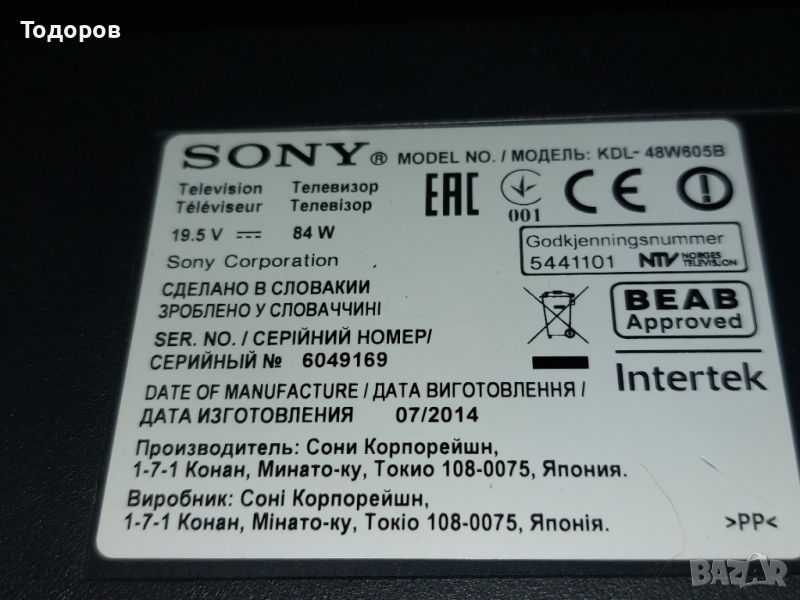 Тодоров
SONY® MODEL NO. / МОДЕЛЬ: KDL- 48W605B
Television Телевизор
Téléviseur Телевізор
19.5 V 84 W
EAC
001
CE
Godkjenningsnummer
5441101 NTV NORGES TELEVISJON
Sony Corporation
СДЕЛАНО В СЛОВАКИИ
ЗРОБЛЕНО У СЛОВАЧЧИНІ
BEAB
Approved
Intertek
SER. NO. / СЕРІЙНИЙ НОМЕР/
СЕРИЙНЫЙ № 6049169
DATE OF MANUFACTURE / ДАТА ВИГОТОВЛЕННЯ /
ДАТА ИЗГОТОВЛЕНИЯ 07/2014
Производитель: Сони Корпорейшн,
1-7-1 Конан, Минато-ку, Токио 108-0075, Япония.
Виробник: Соні Корпорейшн,
1-7-1 Конан, Мінато-ку, Токіо 108-0075, Японія.
>PP<
BAZAR